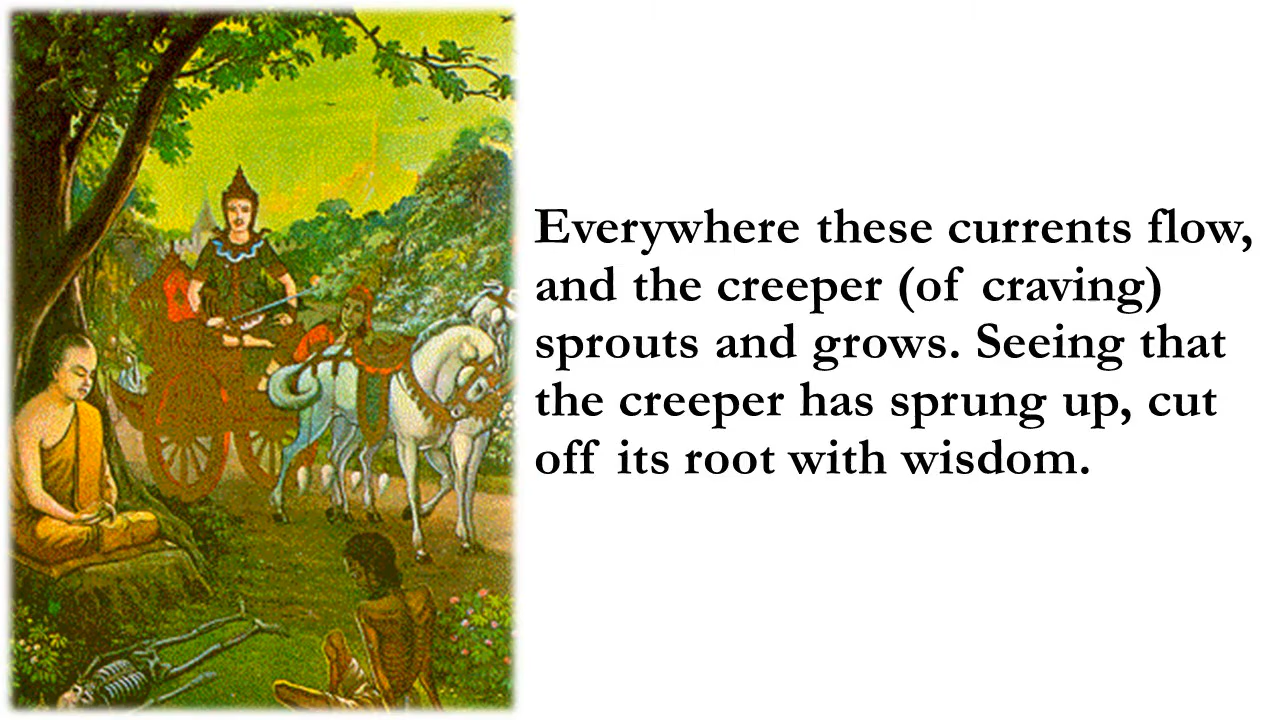 Everywhere these currents flow,
and the creeper (of craving)
sprouts and grows. Seeing that
the creeper has sprung up, cut
off its root with wisdom.